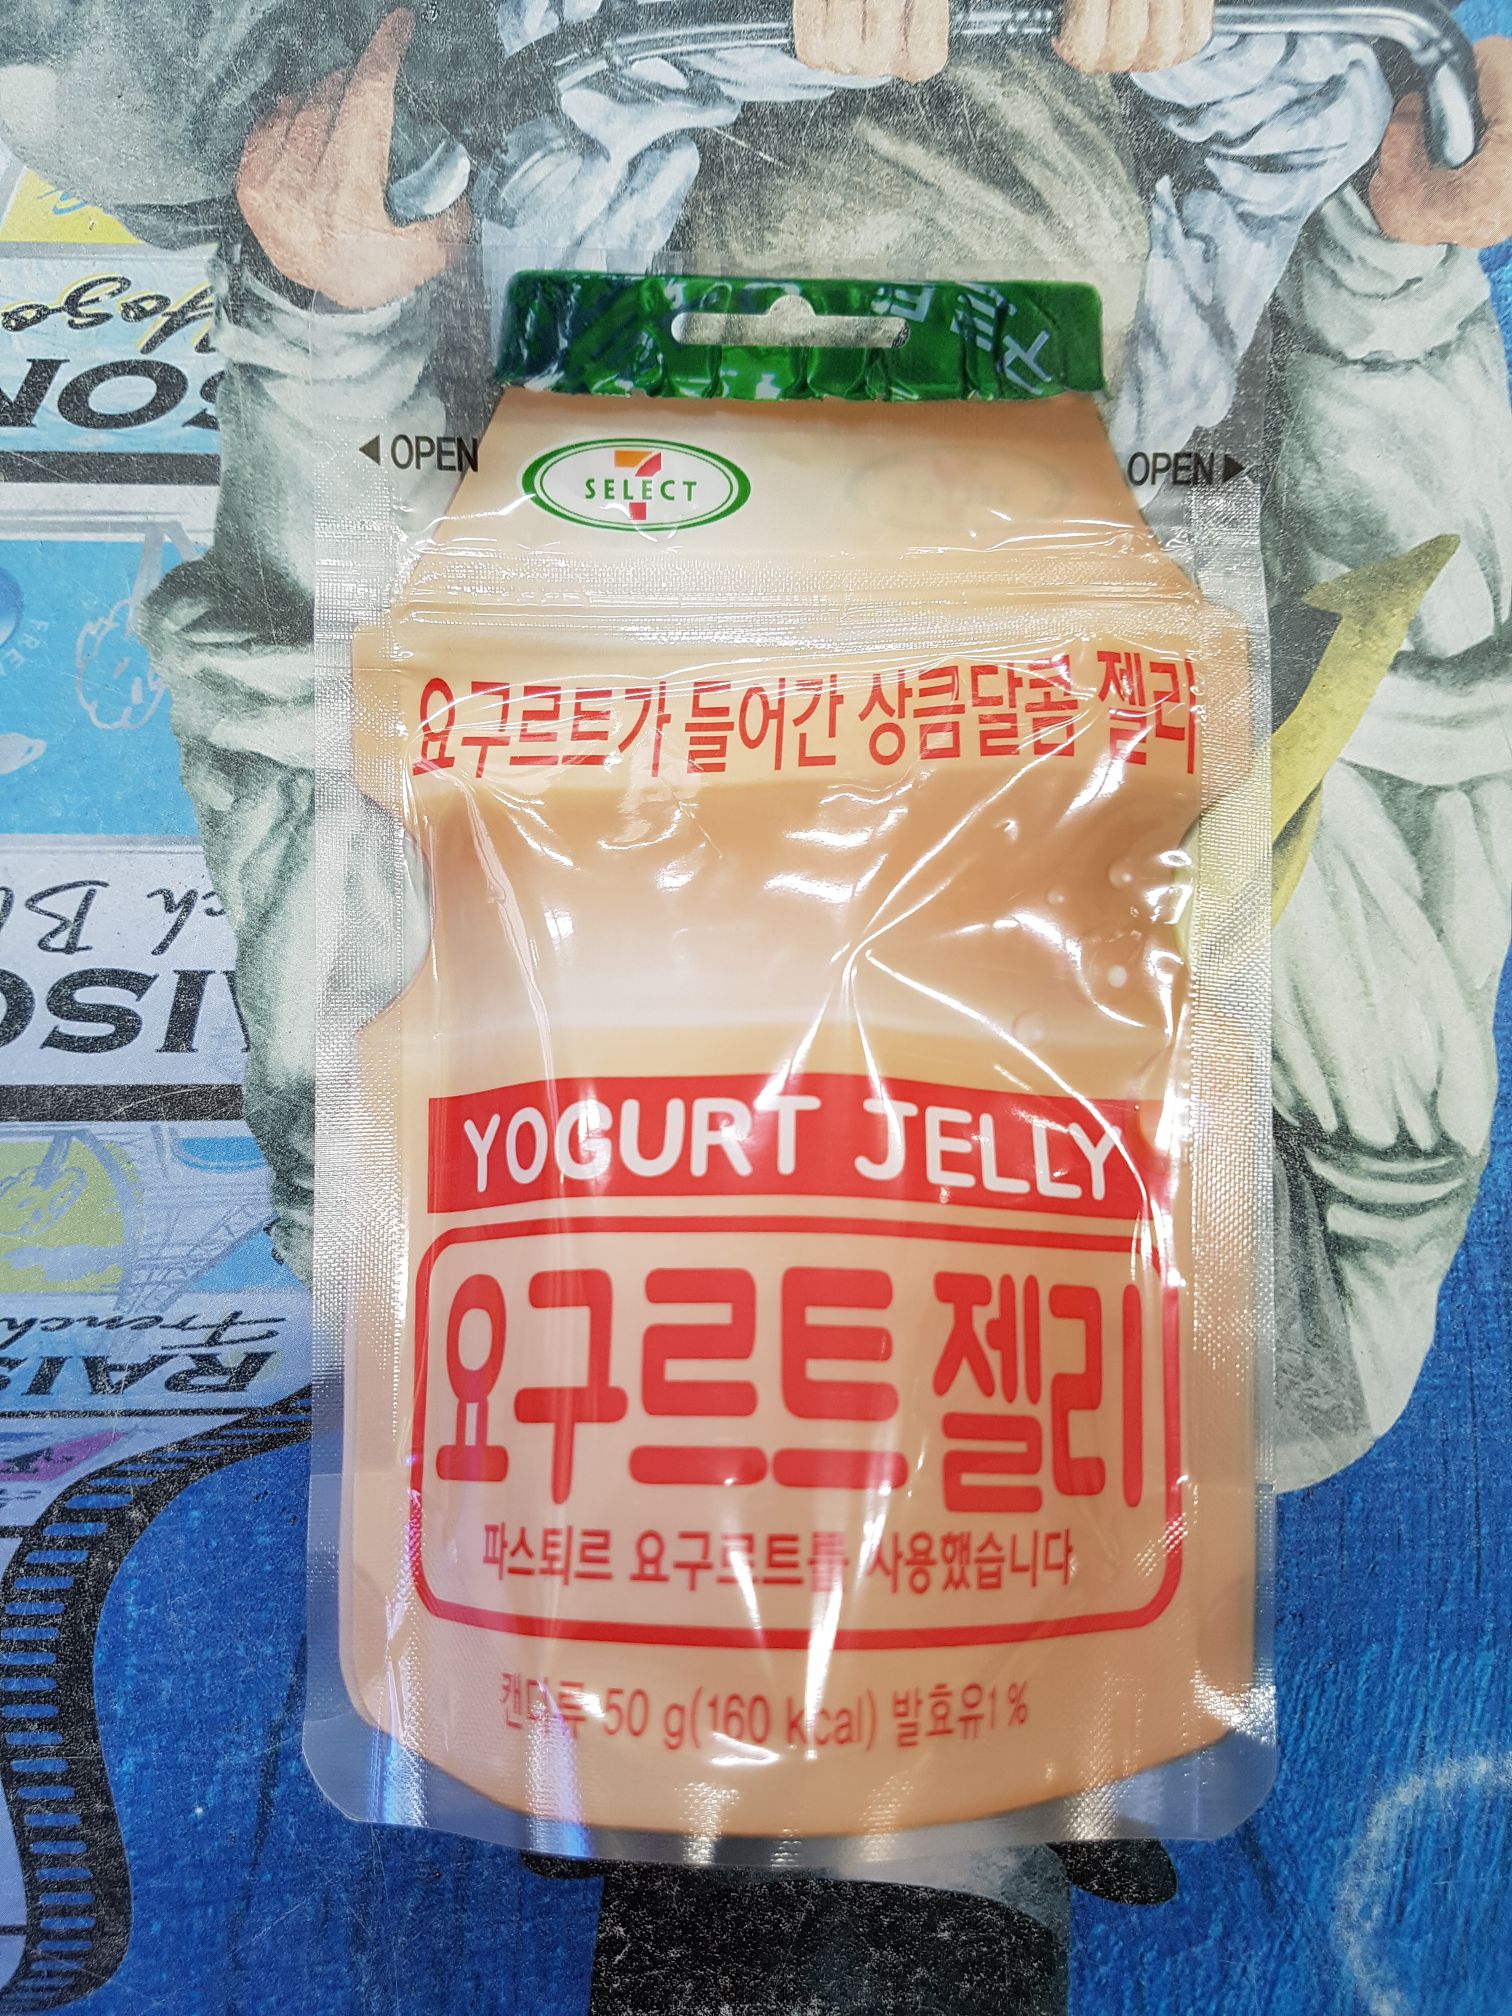 OPEN
7
SELECT
OPEN
요구르트가 들어간 상큼달콤 젤리
YOGURT JELLY
요구르트 젤리
파스퇴르 요구르트를 사용했습니다
캔디류 50 g(160 kcal) 발효유1%
French